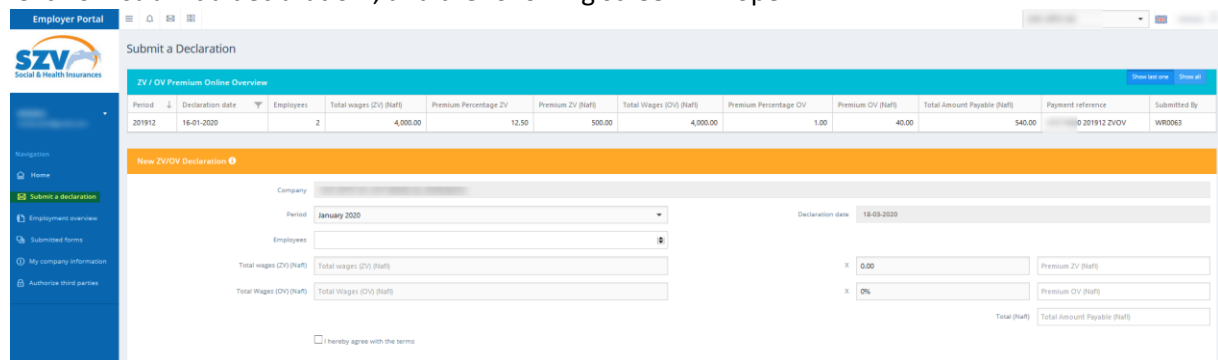 Employer Portal
Submit a Declaration
SZV
Social & Health Insurances
ZV / OV Premium Online Overview
Show last one Show all
Period Declaration date Employees Total wages (ZV) (Nafl) Premium Percentage ZV Premium ZV (Nafl) Total Wages (OV) (Nafl) Premium Percentage OV Premium OV (Nafl) Total Amount Payable (Nafl) Payment reference Submitted By
201912 16-01-2020 2 4,000.00 12.50 500.00 4,000.00 1.00 40.00 540.00 0 201912 ZVOV WR0063
Navigation
Home
Submit a declaration
Employment overview
Submitted forms
My company information
Authorize third parties
New ZV/OV Declaration
Company
Period January 2020 Declaration date 18-03-2020
Employees
Total wages (ZV) (Nafl) Total wages (ZV) (Nafl) X 0.00 Premium ZV (Nafl)
Total Wages (OV) (Nafl) Total Wages (OV) (Nafl) X 0% Premium OV (Nafl)
Total (Nafl) Total Amount Payable (Nafl)
I hereby agree with the terms